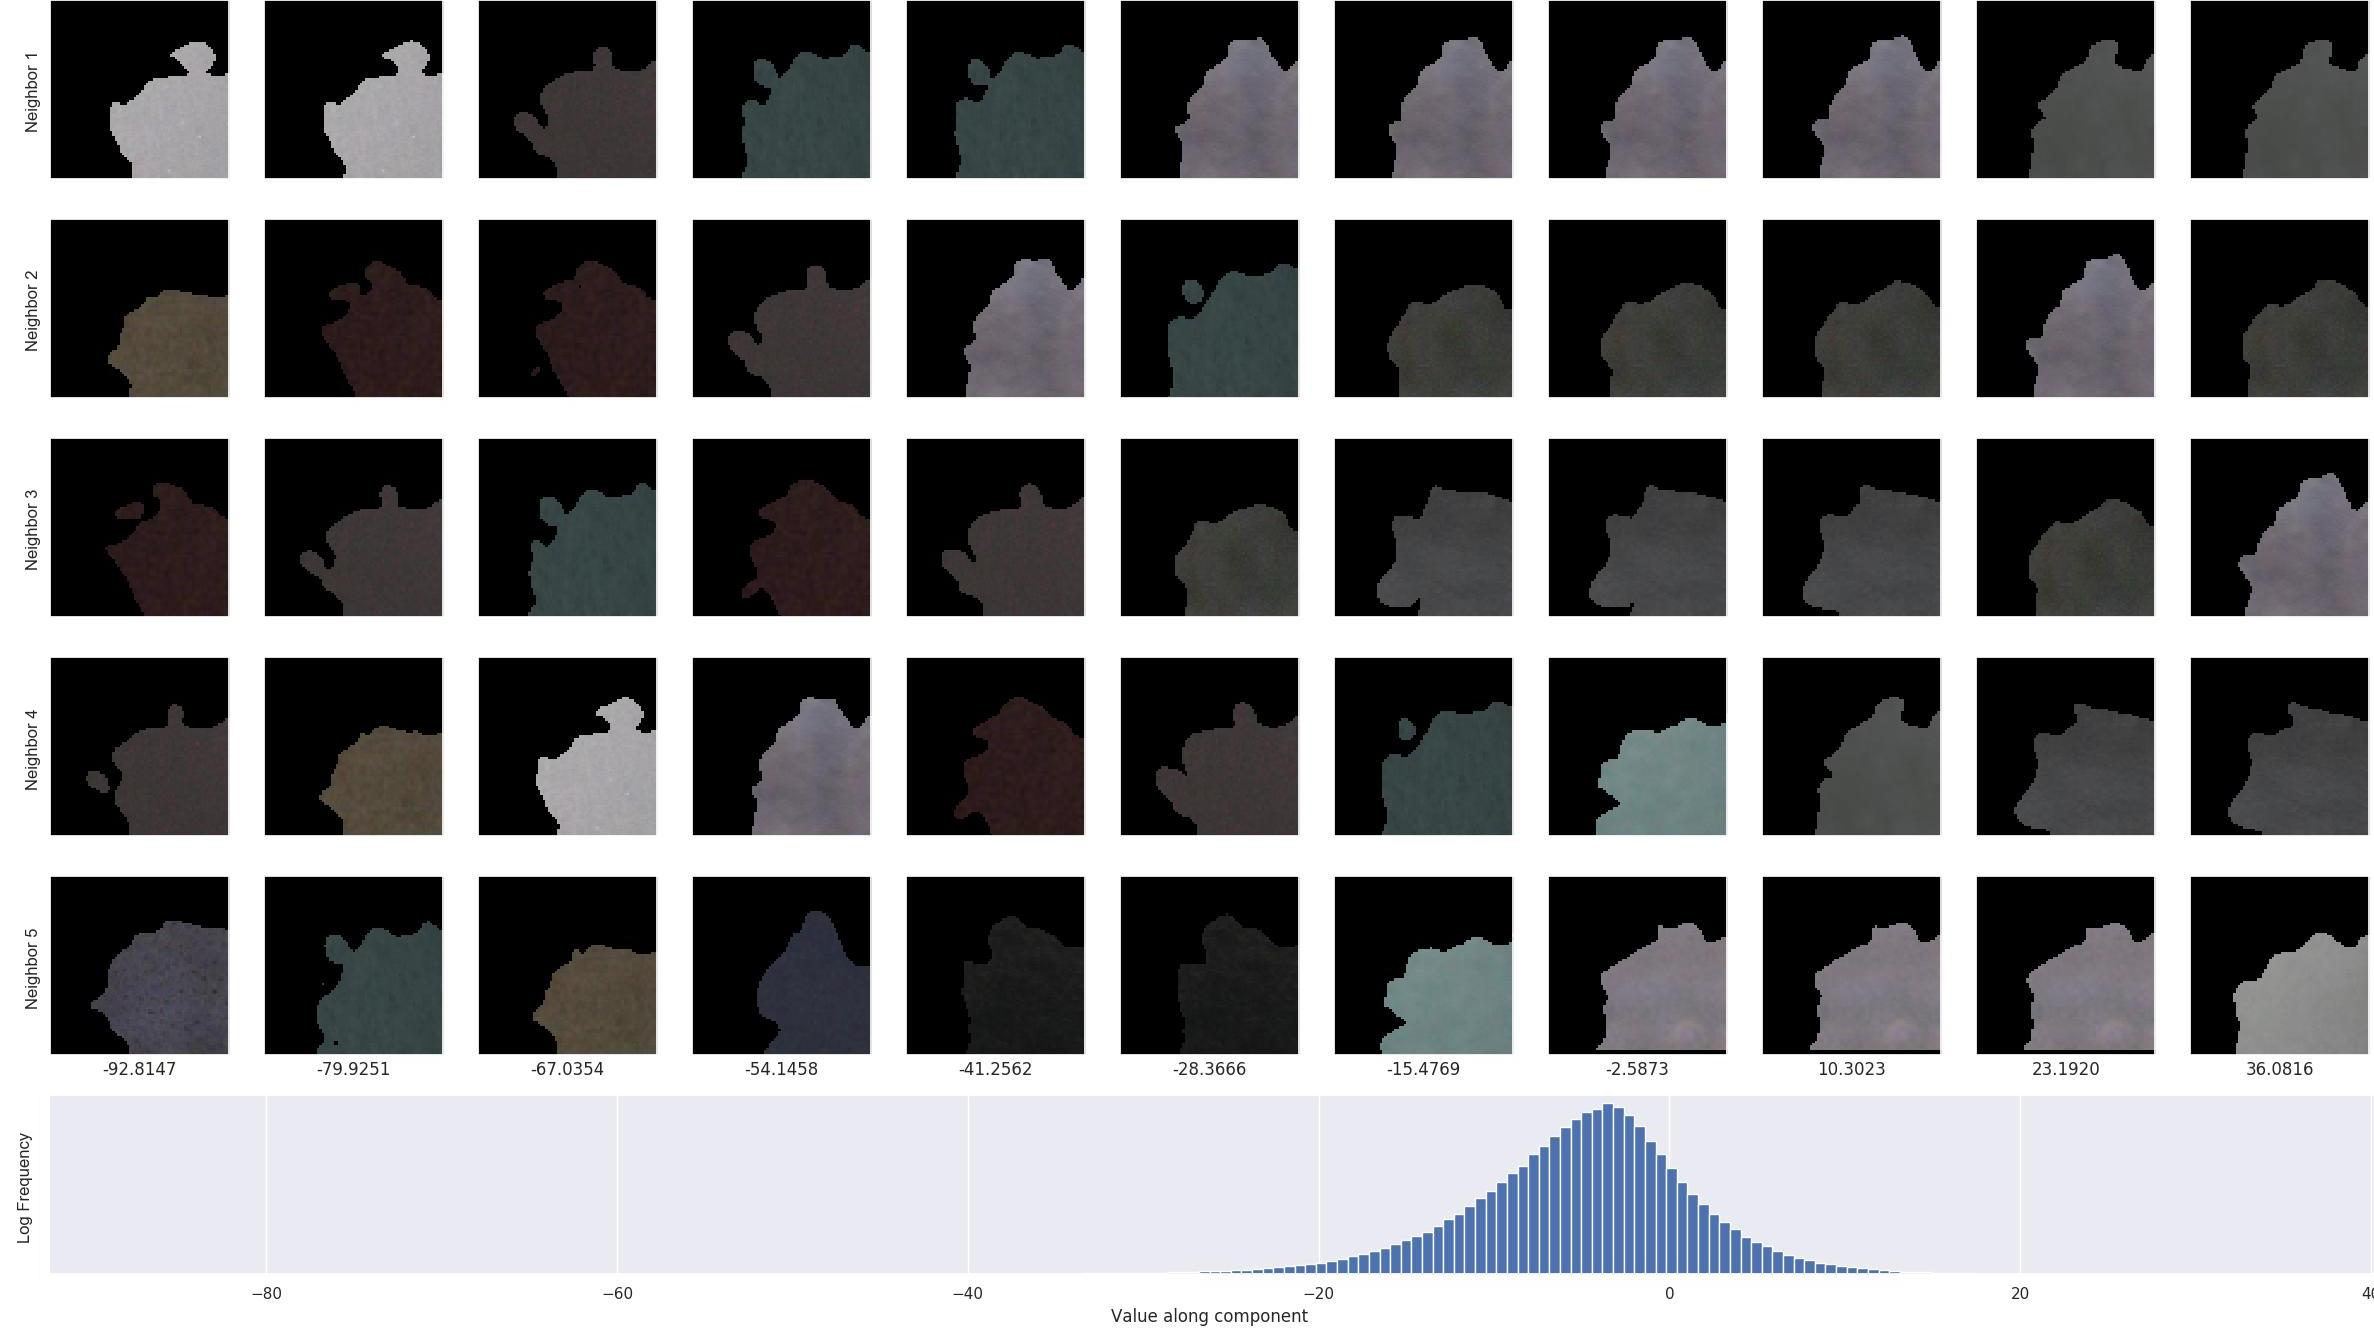 Neighbor 1
Neighbor 2
Neighbor 3
Neighbor 4
Neighbor 5
-92.8147 -79.9251 -67.0354 -54.1458 -41.2562 -28.3666 -15.4769 -2.5873 10.3023 23.1920 36.0816
Log Frequency
−80 −60 −40 −20 0 20
Value along component